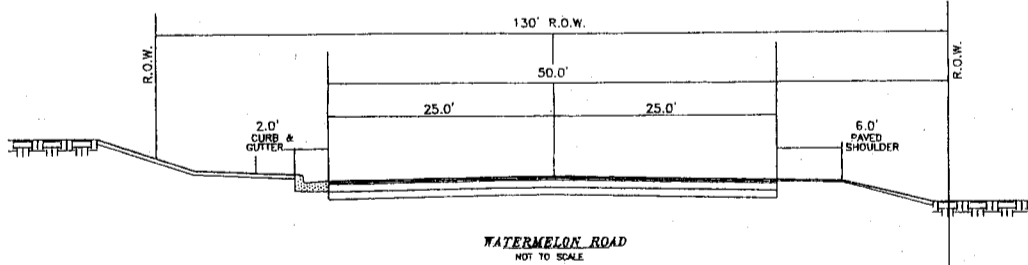 130' R.O.W.
R.O.W.
R.O.W.
50.0'
25.0'
25.0'
2.0'
CURB &
GUTTER
6.0'
PAVED
SHOULDER
WATERMELON ROAD
NOT TO SCALE